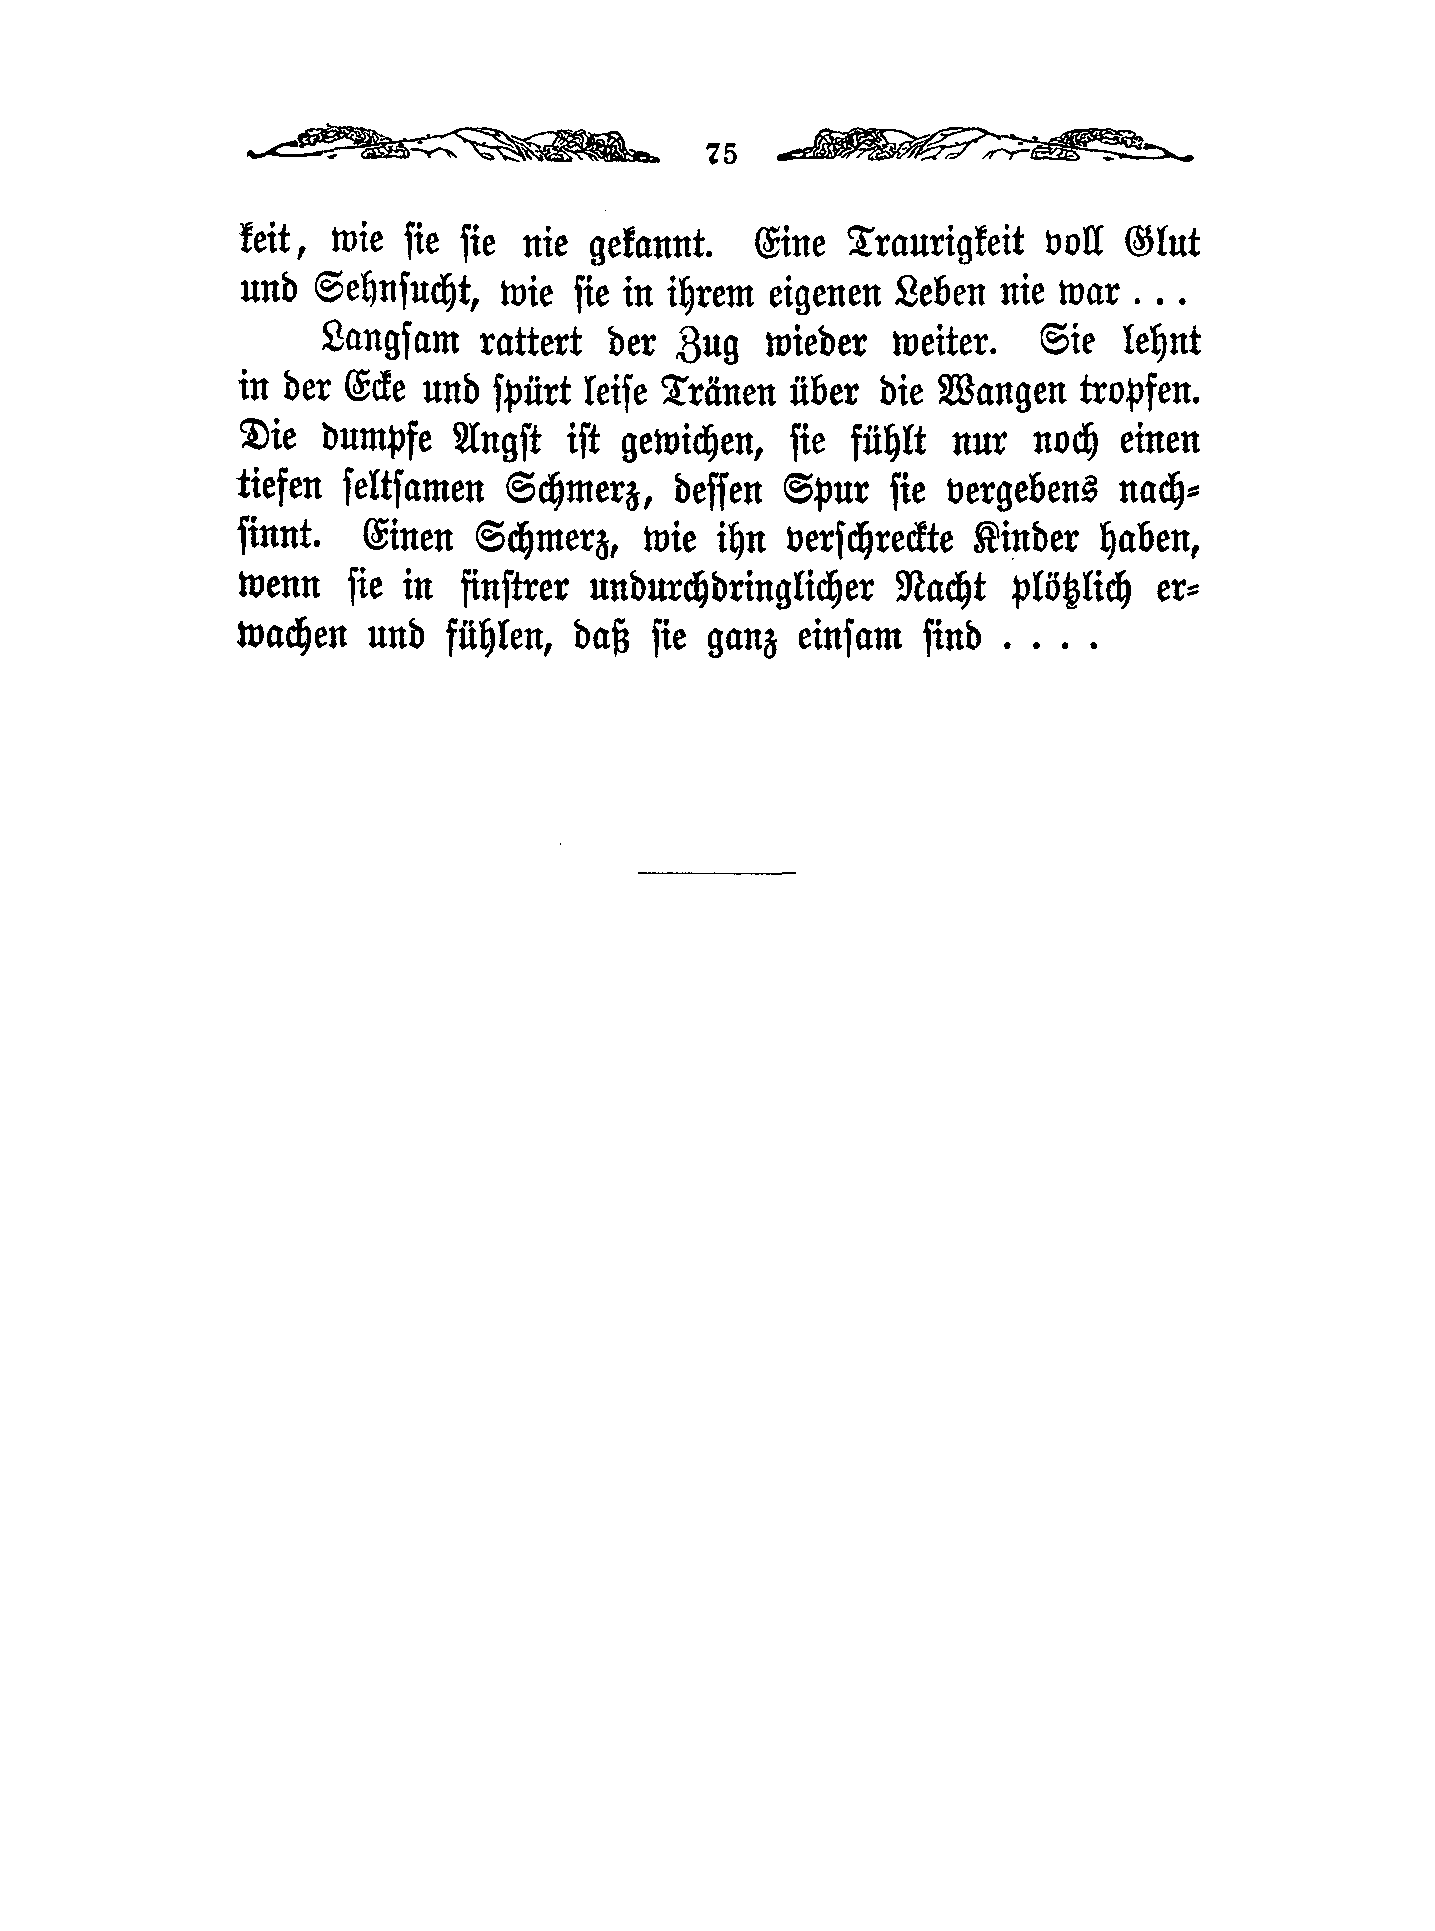 75
keit, wie sie sie nie gekannt. Eine Traurigkeit voll Glut
und Sehnsucht, wie sie in ihrem eigenen Leben nie war . . .
Langsam rattert der Zug wieder weiter. Sie lehnt
in der Ecke und spürt leise Tränen über die Wangen tropfen.
Die dumpfe Angst ist gewichen, sie fühlt nur noch einen
tiefen seltsamen Schmerz, dessen Spur sie vergebens nach-
sinnt. Einen Schmerz, wie ihn verschreckte Kinder haben,
wenn sie in finstrer undurchdringlicher Nacht plötzlich er-
wachen und fühlen, daß sie ganz einsam sind . . . .